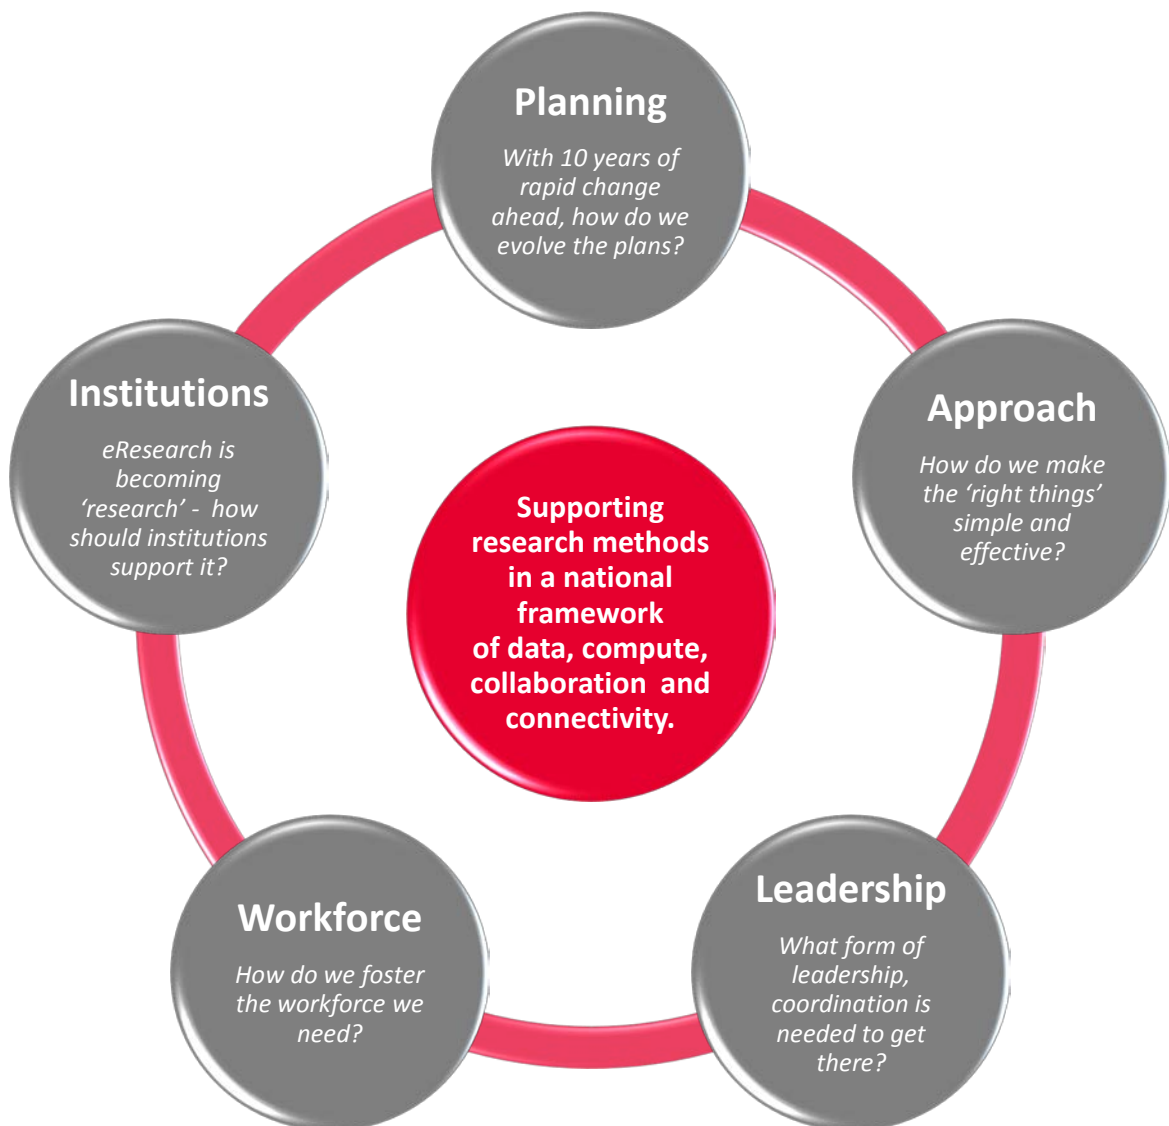 Planning
With 10 years of
rapid change
ahead, how do we
evolve the plans?
Approach
How do we make
the ‘right things’
simple and
effective?
Leadership
What form of
leadership,
coordination is
needed to get
there?
Workforce
How do we foster
the workforce we
need?
Institutions
eResearch is
becoming
‘research’ -  how
should institutions
support it?
Supporting
research methods
in a national
framework
of data, compute,
collaboration  and
connectivity.